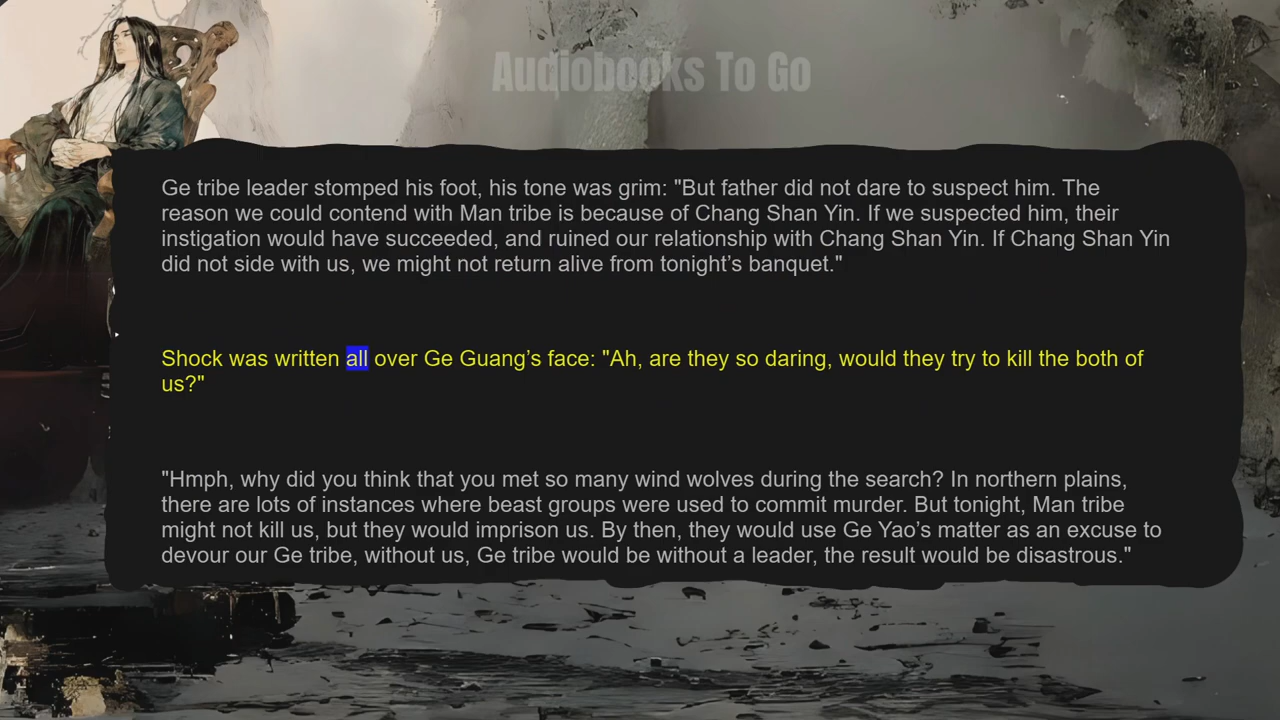 Audiobooks To Go
Ge tribe leader stomped his foot, his tone was grim: "But father did not dare to suspect him. The
reason we could contend with Man tribe is because of Chang Shan Yin. If we suspected him, their
instigation would have succeeded, and ruined our relationship with Chang Shan Yin. If Chang Shan Yin
did not side with us, we might not return alive from tonight’s banquet."
Shock was written all over Ge Guang’s face: "Ah, are they so daring, would they try to kill the both of
us?"
"Hmph, why did you think that you met so many wind wolves during the search? In northern plains,
there are lots of instances where beast groups were used to commit murder. But tonight, Man tribe
might not kill us, but they would imprison us. By then, they would use Ge Yao’s matter as an excuse to
devour our Ge tribe, without us, Ge tribe would be without a leader, the result would be disastrous."